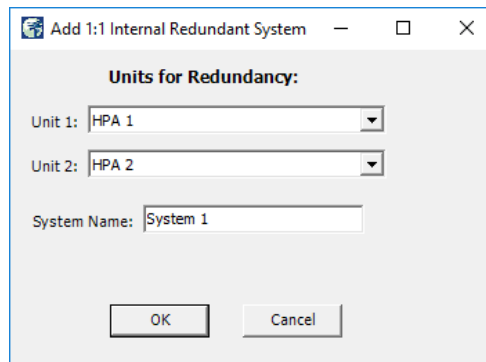 Add 1:1 Internal Redundant System
Units for Redundancy:
Unit 1: HPA 1
Unit 2: HPA 2
System Name: System 1
OK Cancel